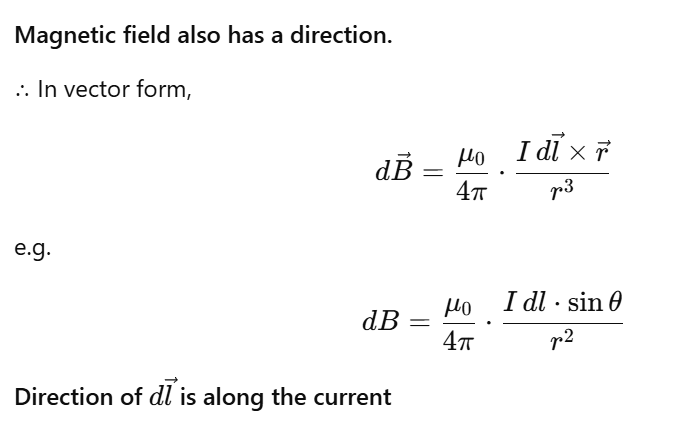 Magnetic field also has a direction.
∴ In vector form,
$d\vec{B} = \frac{\mu_0}{4\pi} \cdot \frac{I\,d\vec{l} \times \vec{r}}{r^3}$
e.g.
$dB = \frac{\mu_0}{4\pi} \cdot \frac{I\,dl \cdot \sin\theta}{r^2}$
Direction of $d\vec{l}$ is along the current